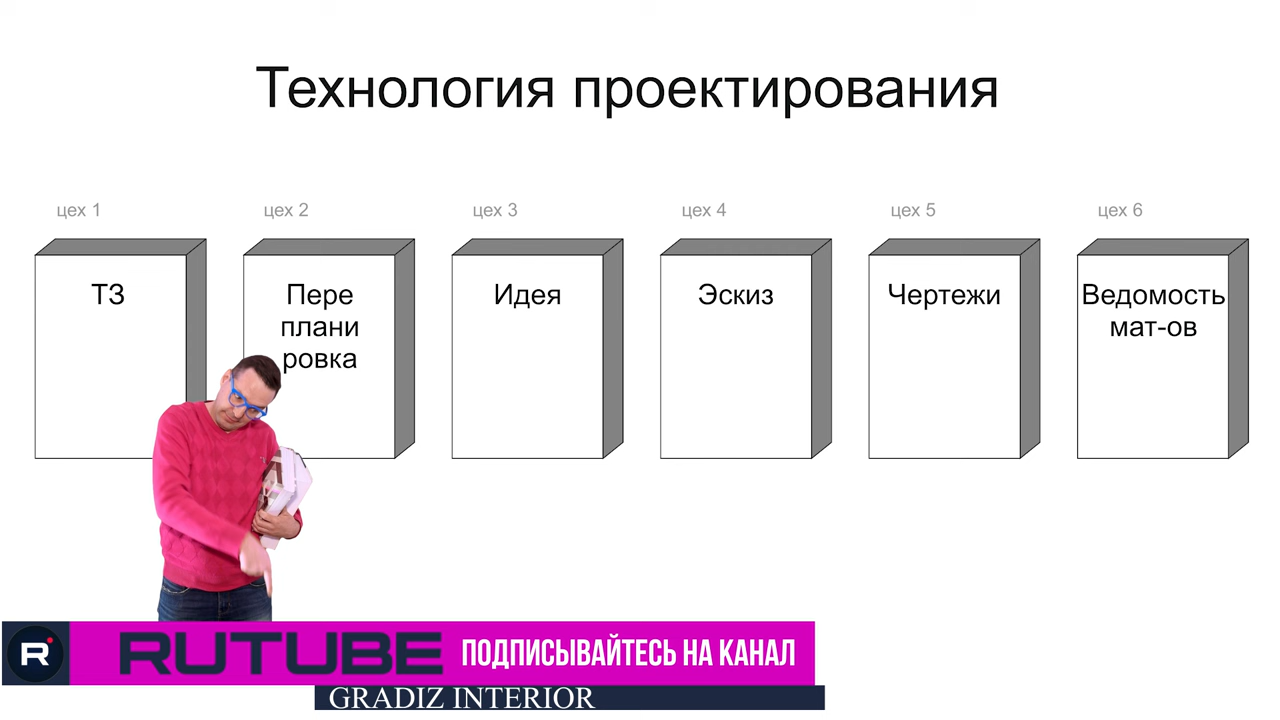 Технология проектирования
цех 1
цех 2
цех 3
цех 4
цех 5
цех 6
ТЗ
Пере
плани
ровка
Идея
Эскиз
Чертежи
Ведомость
мат-ов
R
RUTUBE
ПОДПИСЫВАЙТЕСЬ НА КАНАЛ
GRADIZ INTERIOR